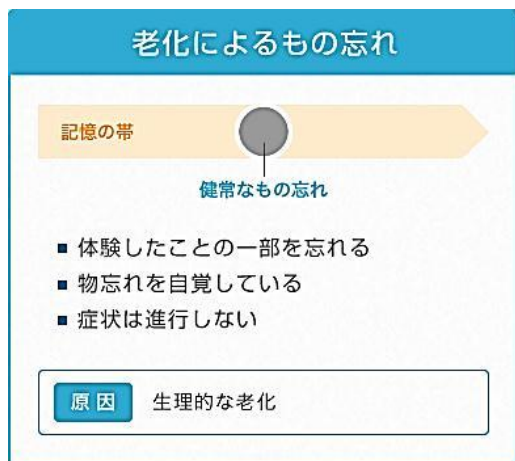 老化によるもの忘れ
記憶の帯
健常なもの忘れ
■ 体験したことの一部を忘れる
■ 物忘れを自覚している
■ 症状は進行しない
原因 生理的な老化